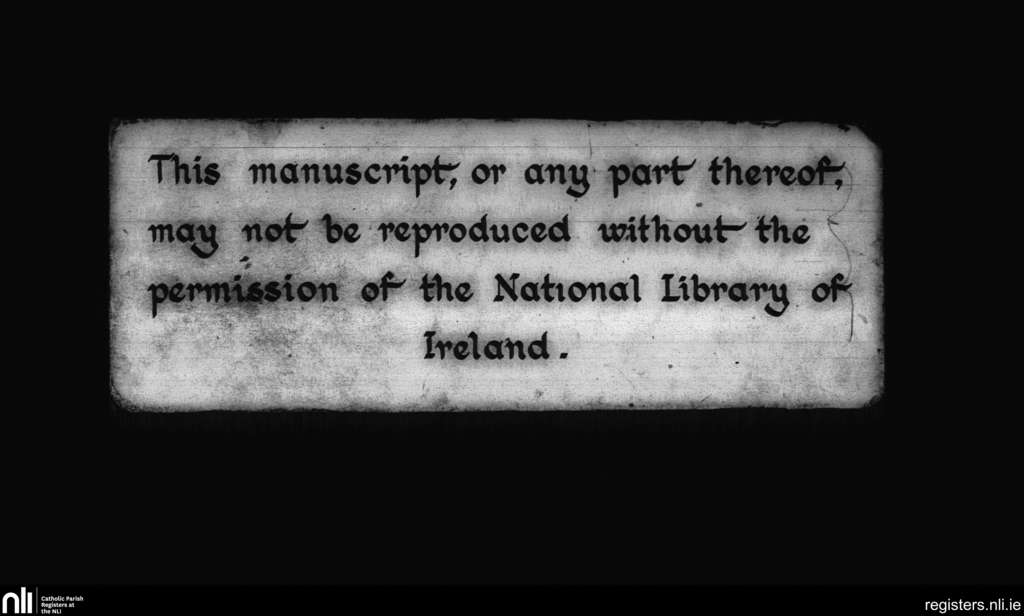 This manuscript, or any part thereof,
may not be reproduced without the
permission of the National Library of
Ireland.
nli
Catholic Parish
Registers at
the NLI
registers.nli.ie